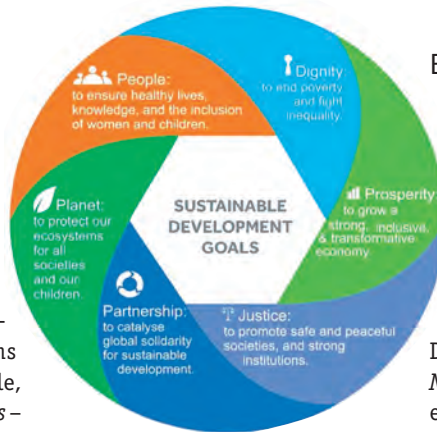 People:
to ensure healthy lives,
knowledge, and the inclusion
of women and children.
Dignity:
to end poverty
and fight
inequality.
Prosperity:
to grow a
strong, inclusive,
& transformative
economy.
Justice:
to promote safe and peaceful
societies, and strong
institutions.
Partnership:
to catalyse
global solidarity
for sustainable
development.
Planet:
to protect our
ecosystems
for all
societies
and our
children.
SUSTAINABLE
DEVELOPMENT
GOALS